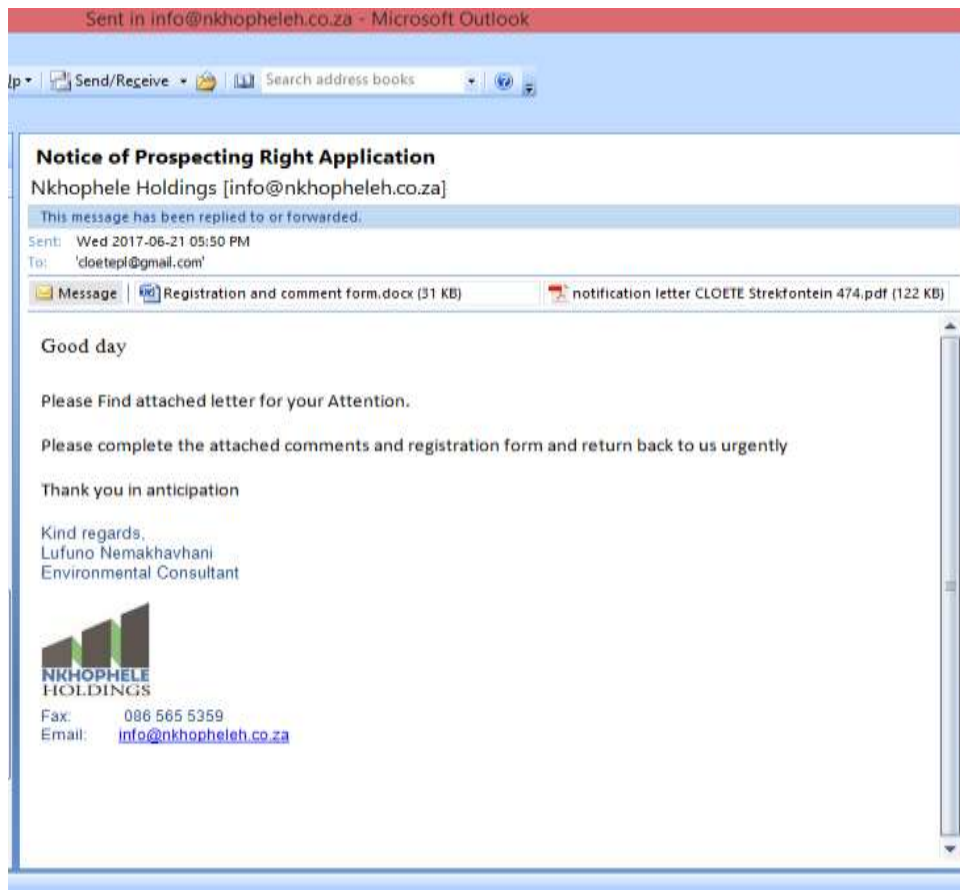 Sent in info@nkhopheleh.co.za - Microsoft Outlook
Send/Receive
Search address books
Notice of Prospecting Right Application
Nkhophele Holdings [info@nkhopheleh.co.za]
This message has been replied to or forwarded.
Sent: Wed 2017-06-21 05:50 PM
To: 'cloetepl@gmail.com'
Message Registration and comment form.docx (31 KB) notification letter CLOETE Strekfontein 474.pdf (122 KB)
Good day
Please Find attached letter for your Attention.
Please complete the attached comments and registration form and return back to us urgently
Thank you in anticipation
Kind regards,
Lufuno Nemakhavhani
Environmental Consultant
NKHOPHELE
HOLDINGS
Fax: 086 565 5359
Email: info@nkhopheleh.co.za